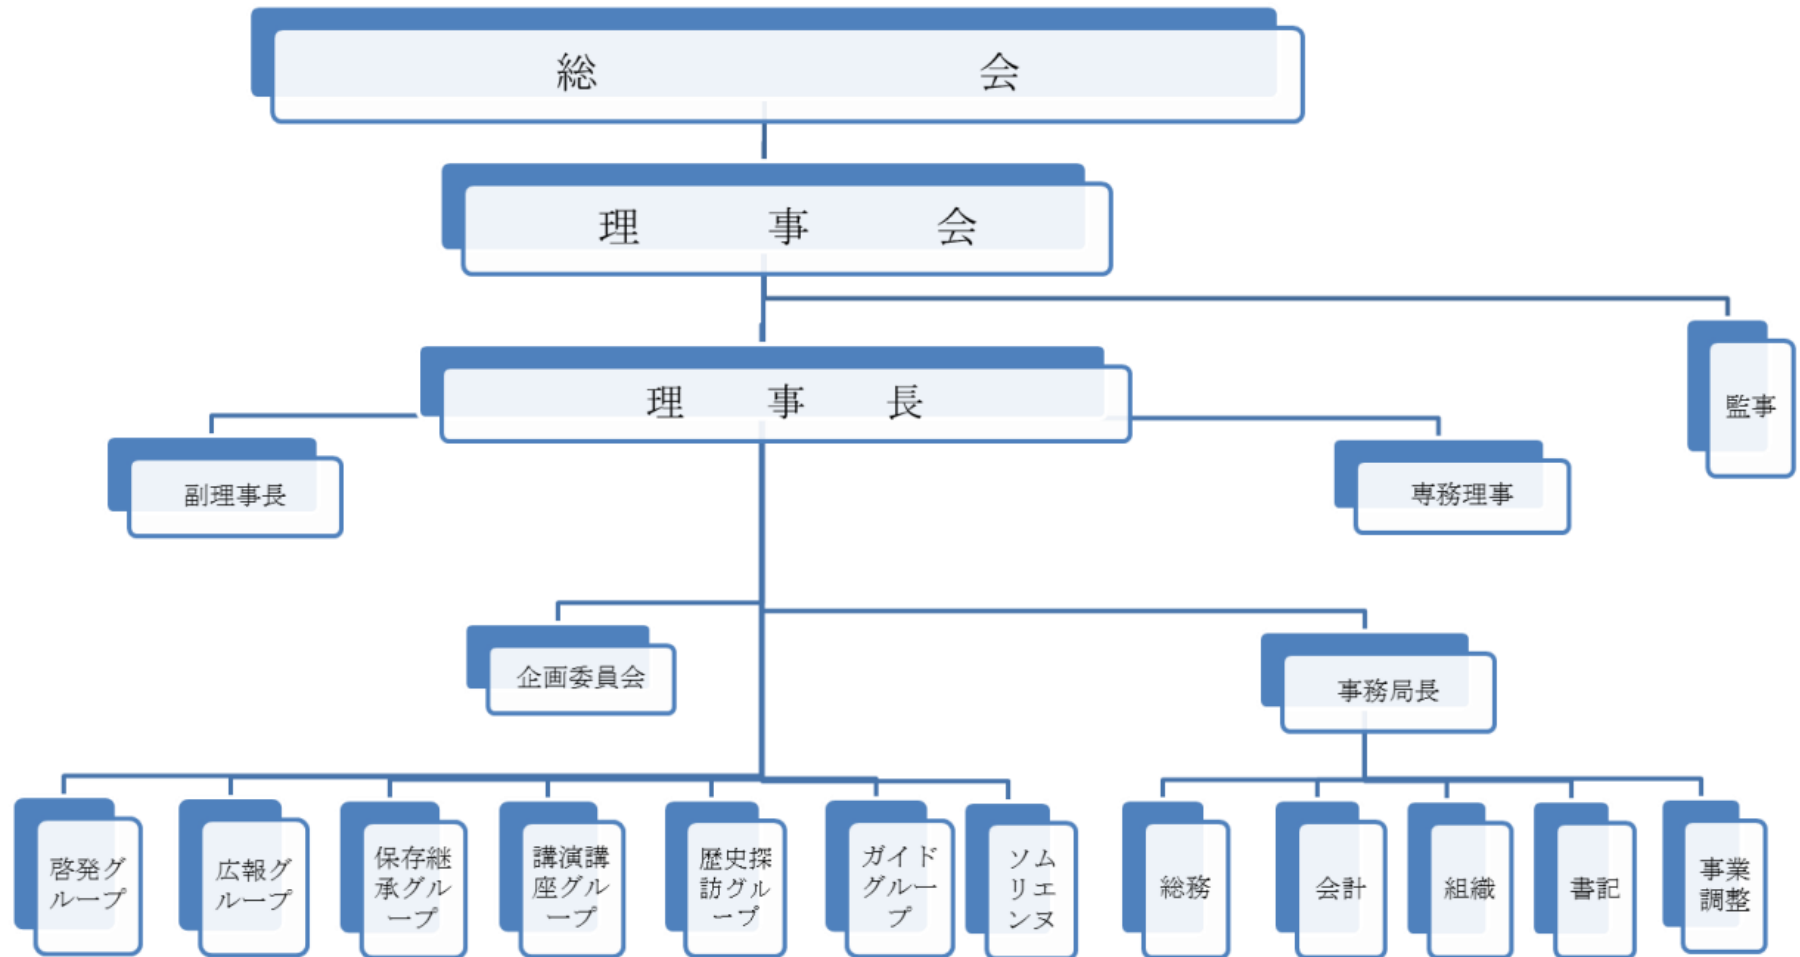 総会
理事会
理事長
監事
副理事長
専務理事
企画委員会
事務局長
啓発グ
ループ
広報グ
ループ
保存継
承グル
ープ
講演講
座グル
ープ
歴史探
訪グル
ープ
ガイド
グルー
プ
ソム
リエ
ンヌ
総務
会計
組織
書記
事業
調整